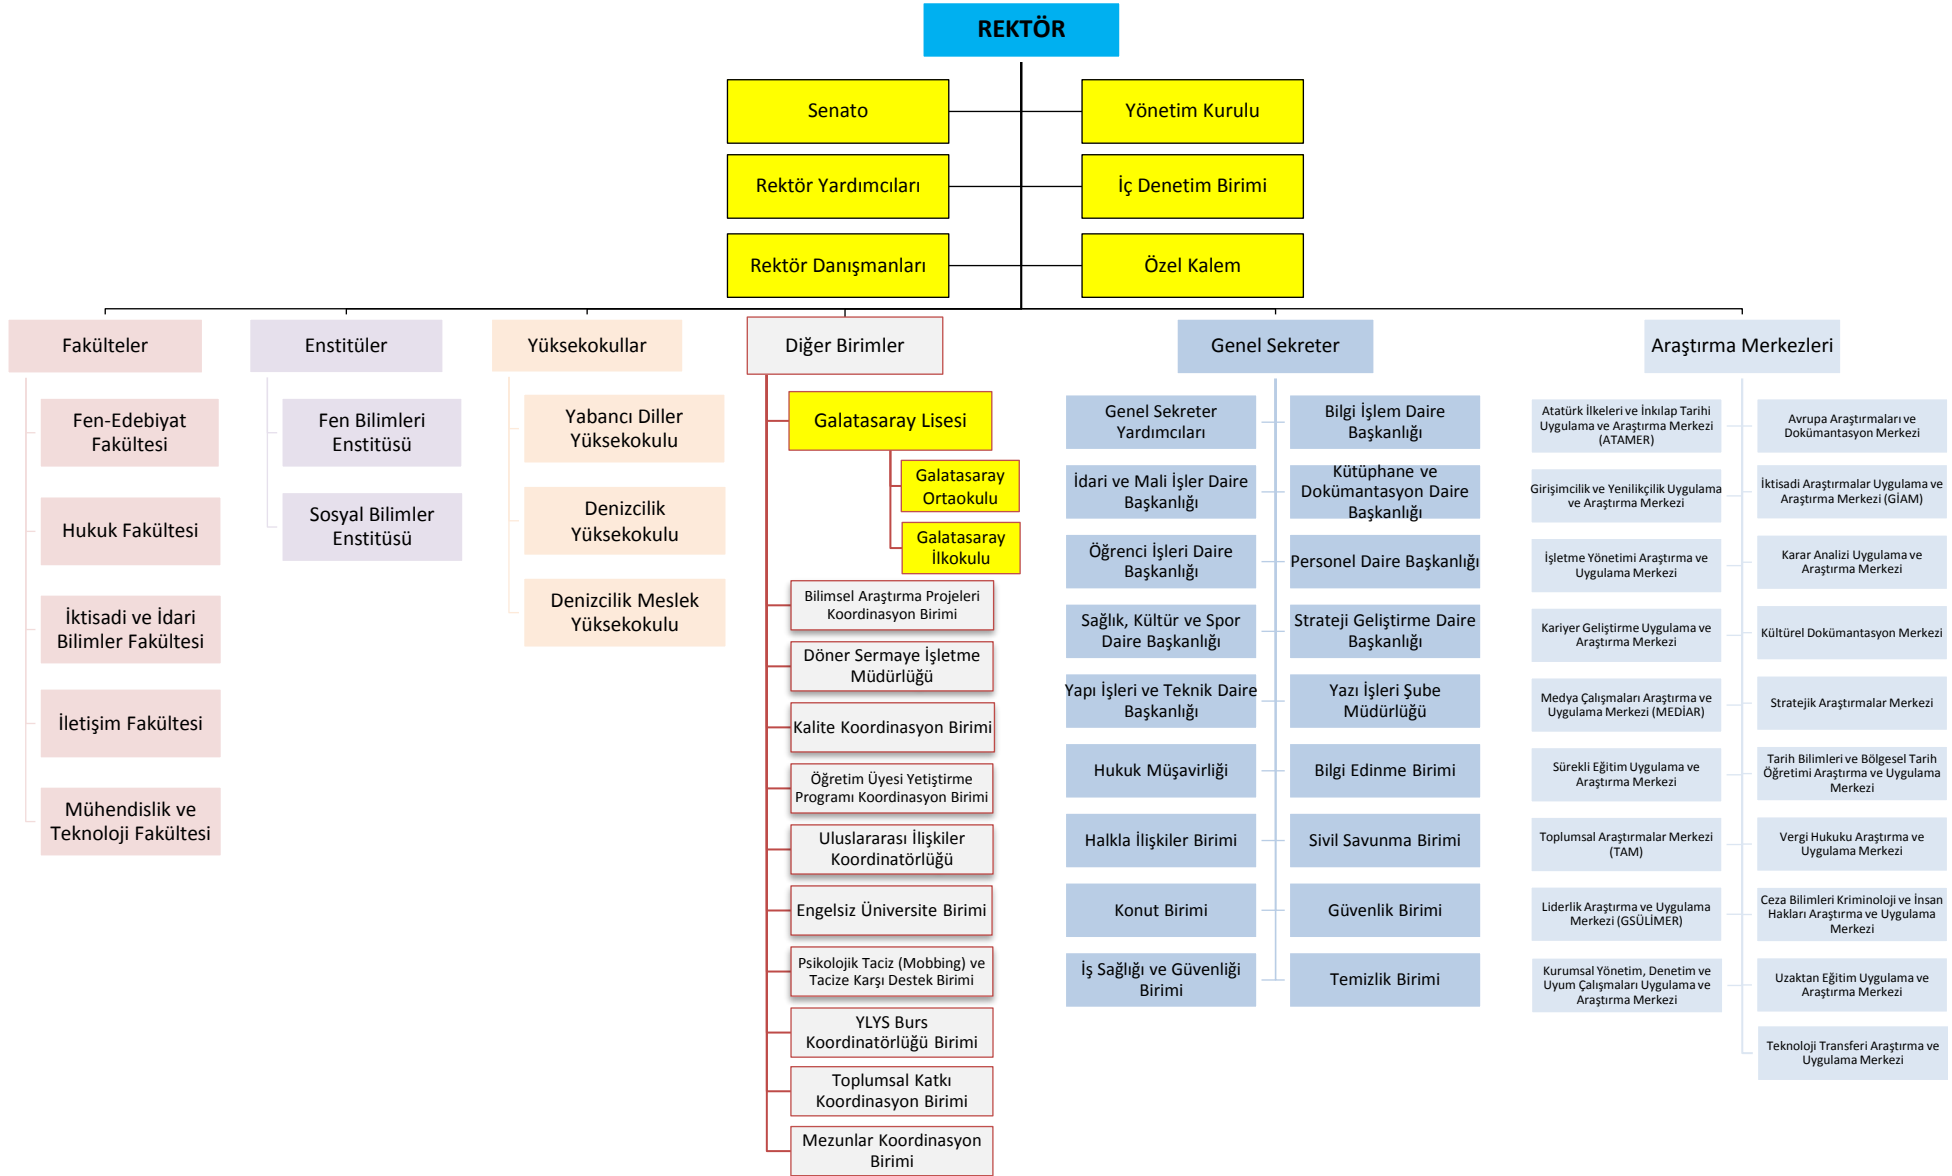 REKTÖR
Senato
Yönetim Kurulu
Rektör Yardımcıları
İç Denetim Birimi
Rektör Danışmanları
Özel Kalem
Fakülteler
Fen-Edebiyat
Fakültesi
Hukuk Fakültesi
İktisadi ve İdari
Bilimler Fakültesi
İletişim Fakültesi
Mühendislik ve
Teknoloji Fakültesi
Enstitüler
Fen Bilimleri
Enstitüsü
Sosyal Bilimler
Enstitüsü
Yüksekokullar
Yabancı Diller
Yüksekokulu
Denizcilik
Yüksekokulu
Denizcilik Meslek
Yüksekokulu
Diğer Birimler
Galatasaray Lisesi
Galatasaray
Ortaokulu
Galatasaray
İlkokulu
Bilimsel Araştırma Projeleri
Koordinasyon Birimi
Döner Sermaye İşletme
Müdürlüğü
Kalite Koordinasyon Birimi
Öğretim Üyesi Yetiştirme
Programı Koordinasyon Birimi
Uluslararası İlişkiler
Koordinatörlüğü
Engelsiz Üniversite Birimi
Psikolojik Taciz (Mobbing) ve
Tacize Karşı Destek Birimi
YLYS Burs
Koordinatörlüğü Birimi
Toplumsal Katkı
Koordinasyon Birimi
Mezunlar Koordinasyon
Birimi
Genel Sekreter
Genel Sekreter
Yardımcıları
Bilgi İşlem Daire
Başkanlığı
İdari ve Mali İşler Daire
Başkanlığı
Kütüphane ve
Dokümantasyon Daire
Başkanlığı
Öğrenci İşleri Daire
Başkanlığı
Personel Daire Başkanlığı
Sağlık, Kültür ve Spor
Daire Başkanlığı
Strateji Geliştirme Daire
Başkanlığı
Yapı İşleri ve Teknik Daire
Başkanlığı
Yazı İşleri Şube
Müdürlüğü
Hukuk Müşavirliği
Bilgi Edinme Birimi
Halkla İlişkiler Birimi
Sivil Savunma Birimi
Konut Birimi
Güvenlik Birimi
İş Sağlığı ve Güvenliği
Birimi
Temizlik Birimi
Araştırma Merkezleri
Atatürk İlkeleri ve İnkılap Tarihi
Uygulama ve Araştırma Merkezi
(ATAMER)
Avrupa Araştırmaları ve
Dokümantasyon Merkezi
Girişimcilik ve Yenilikçilik Uygulama
ve Araştırma Merkezi
İktisadi Araştırmalar Uygulama ve
Araştırma Merkezi (GİAM)
İşletme Yönetimi Araştırma ve
Uygulama Merkezi
Karar Analizi Uygulama ve
Araştırma Merkezi
Kariyer Geliştirme Uygulama ve
Araştırma Merkezi
Kültürel Dokümantasyon Merkezi
Medya Çalışmaları Araştırma ve
Uygulama Merkezi (MEDİAR)
Stratejik Araştırmalar Merkezi
Sürekli Eğitim Uygulama ve
Araştırma Merkezi
Tarih Bilimleri ve Bölgesel Tarih
Öğretimi Araştırma ve Uygulama
Merkezi
Toplumsal Araştırmalar Merkezi
(TAM)
Vergi Hukuku Araştırma ve
Uygulama Merkezi
Liderlik Araştırma ve Uygulama
Merkezi (GSÜLİMER)
Ceza Bilimleri Kriminoloji ve İnsan
Hakları Araştırma ve Uygulama
Merkezi
Kurumsal Yönetim, Denetim ve
Uyum Çalışmaları Uygulama ve
Araştırma Merkezi
Uzaktan Eğitim Uygulama ve
Araştırma Merkezi
Teknoloji Transferi Araştırma ve
Uygulama Merkezi